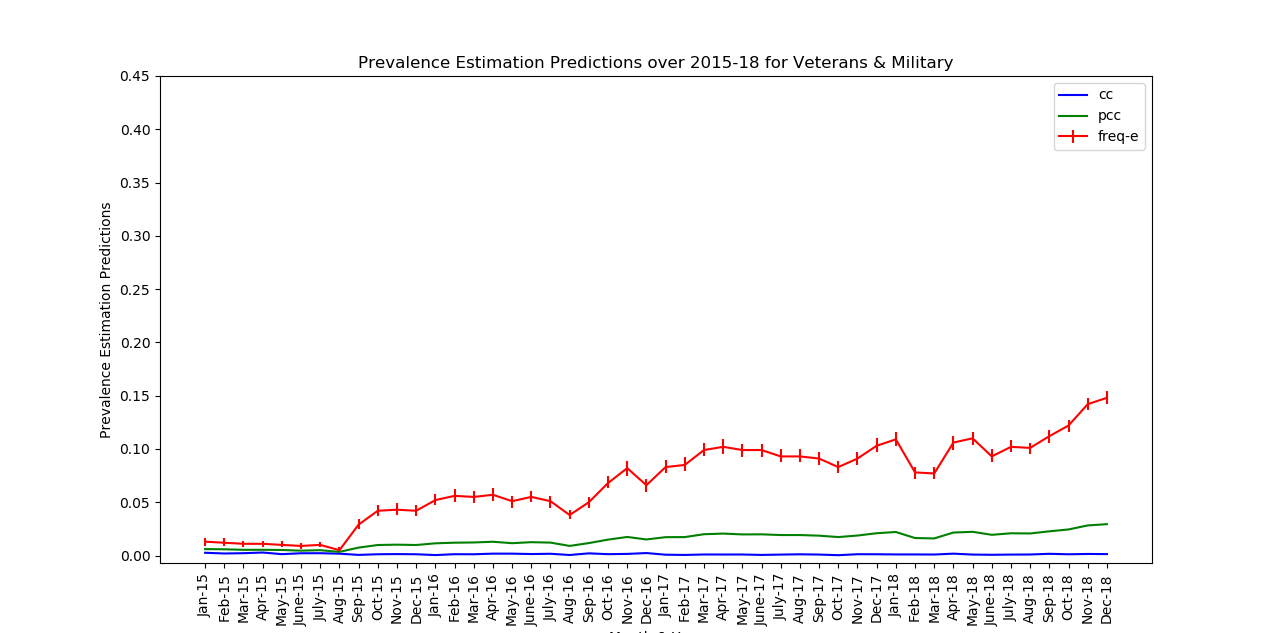 Prevalence Estimation Predictions over 2015-18 for Veterans & Military
cc
pcc
freq-e
Prevalence Estimation Predictions
0.45
0.40
0.35
0.30
0.25
0.20
0.15
0.10
0.05
0.00
Jan-15
Feb-15
Mar-15
Apr-15
May-15
June-15
July-15
Aug-15
Sep-15
Oct-15
Nov-15
Dec-15
Jan-16
Feb-16
Mar-16
Apr-16
May-16
June-16
July-16
Aug-16
Sep-16
Oct-16
Nov-16
Dec-16
Jan-17
Feb-17
Mar-17
Apr-17
May-17
June-17
July-17
Aug-17
Sep-17
Oct-17
Nov-17
Dec-17
Jan-18
Feb-18
Mar-18
Apr-18
May-18
June-18
July-18
Aug-18
Sep-18
Oct-18
Nov-18
Dec-18